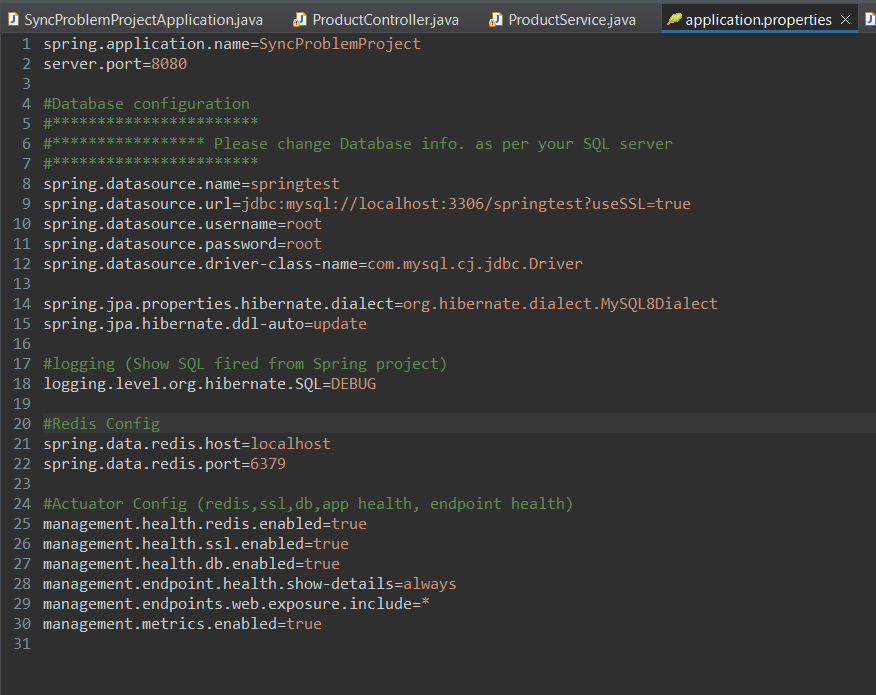 SyncProblemProjectApplication.java ProductController.java ProductService.java application.properties
1 spring.application.name=SyncProblemProject
2 server.port=8080
3
4 #Database configuration
5 #***********************
6 #***************** Please change Database info. as per your SQL server
7 #***********************
8 spring.datasource.name=springtest
9 spring.datasource.url=jdbc:mysql://localhost:3306/springtest?useSSL=true
10 spring.datasource.username=root
11 spring.datasource.password=root
12 spring.datasource.driver-class-name=com.mysql.cj.jdbc.Driver
13
14 spring.jpa.properties.hibernate.dialect=org.hibernate.dialect.MySQL8Dialect
15 spring.jpa.hibernate.ddl-auto=update
16
17 #logging (Show SQL fired from Spring project)
18 logging.level.org.hibernate.SQL=DEBUG
19
20 #Redis Config
21 spring.data.redis.host=localhost
22 spring.data.redis.port=6379
23
24 #Actuator Config (redis,ssl,db,app health, endpoint health)
25 management.health.redis.enabled=true
26 management.health.ssl.enabled=true
27 management.health.db.enabled=true
28 management.endpoint.health.show-details=always
29 management.endpoints.web.exposure.include=*
30 management.metrics.enabled=true
31